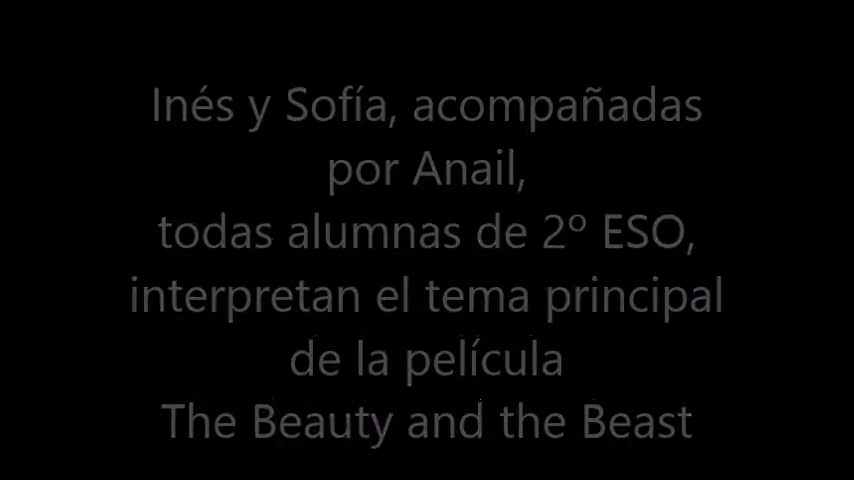 Inés y Sofía, acompañadas
por Anail,
todas alumnas de 2º ESO,
interpretan el tema principal
de la película
The Beauty and the Beast